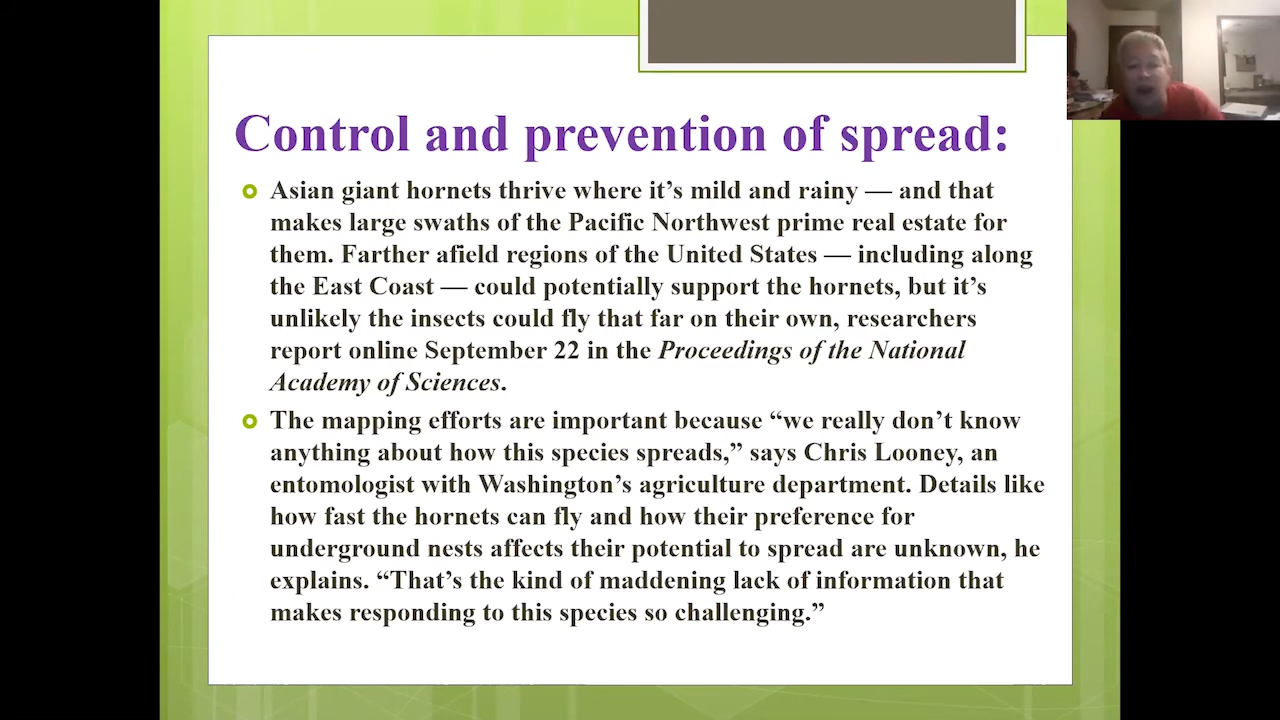 Control and prevention of spread:
Asian giant hornets thrive where it’s mild and rainy — and that
makes large swaths of the Pacific Northwest prime real estate for
them. Farther afield regions of the United States — including along
the East Coast — could potentially support the hornets, but it’s
unlikely the insects could fly that far on their own, researchers
report online September 22 in the Proceedings of the National
Academy of Sciences.
The mapping efforts are important because “we really don’t know
anything about how this species spreads,” says Chris Looney, an
entomologist with Washington’s agriculture department. Details like
how fast the hornets can fly and how their preference for
underground nests affects their potential to spread are unknown, he
explains. “That’s the kind of maddening lack of information that
makes responding to this species so challenging.”